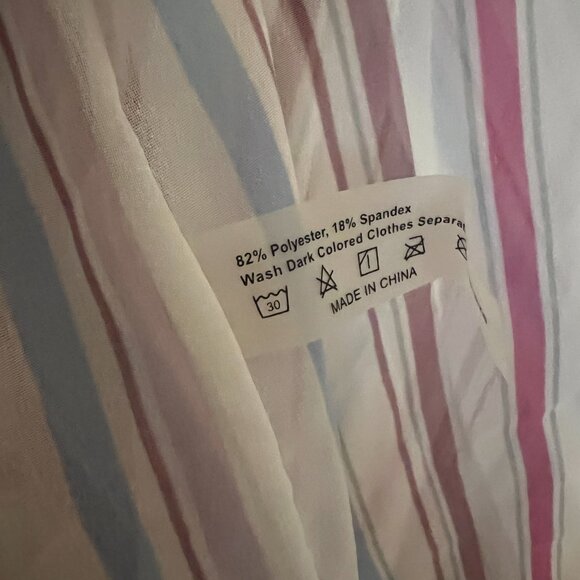 82% Polyester, 18% Spandex
Wash Dark Colored Clothes
30
MADE IN CHINA